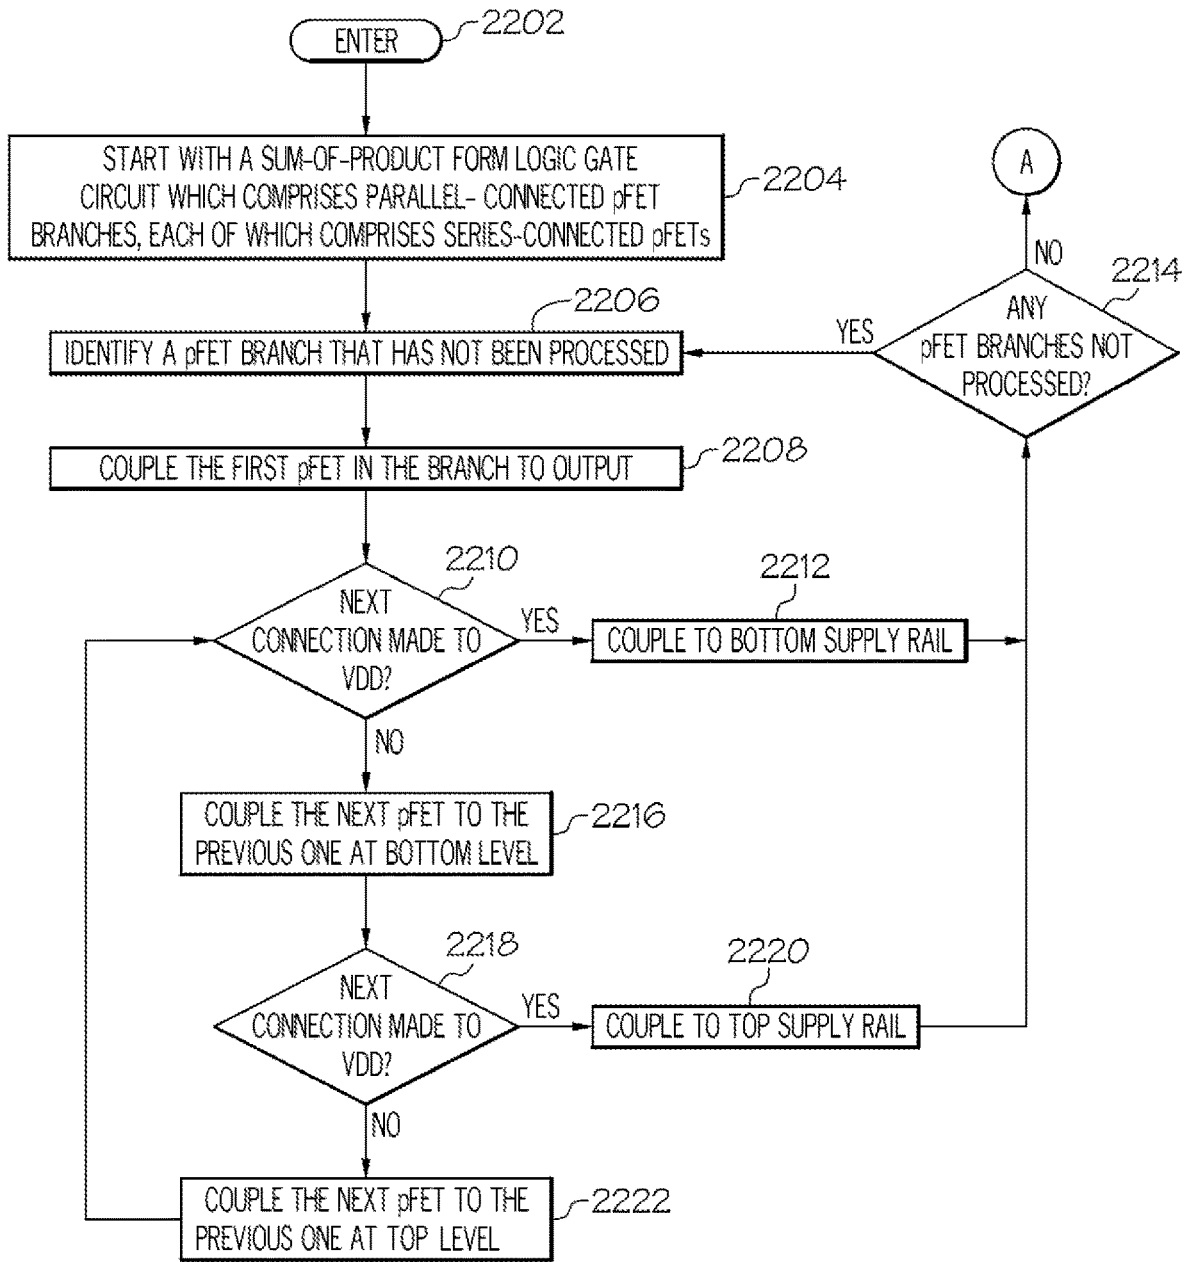 ENTER
2202
START WITH A SUM-OF-PRODUCT FORM LOGIC GATE
CIRCUIT WHICH COMPRISES PARALLEL- CONNECTED pFET
BRANCHES, EACH OF WHICH COMPRISES SERIES-CONNECTED pFETs
2204
A
NO
2214
ANY
pFET BRANCHES NOT
PROCESSED?
YES
2206
IDENTIFY A pFET BRANCH THAT HAS NOT BEEN PROCESSED
COUPLE THE FIRST pFET IN THE BRANCH TO OUTPUT
2208
2210
NEXT
CONNECTION MADE TO
VDD?
YES
2212
COUPLE TO BOTTOM SUPPLY RAIL
NO
COUPLE THE NEXT pFET TO THE
PREVIOUS ONE AT BOTTOM LEVEL
2216
2218
NEXT
CONNECTION MADE TO
VDD?
YES
2220
COUPLE TO TOP SUPPLY RAIL
NO
COUPLE THE NEXT pFET TO THE
PREVIOUS ONE AT TOP LEVEL
2222